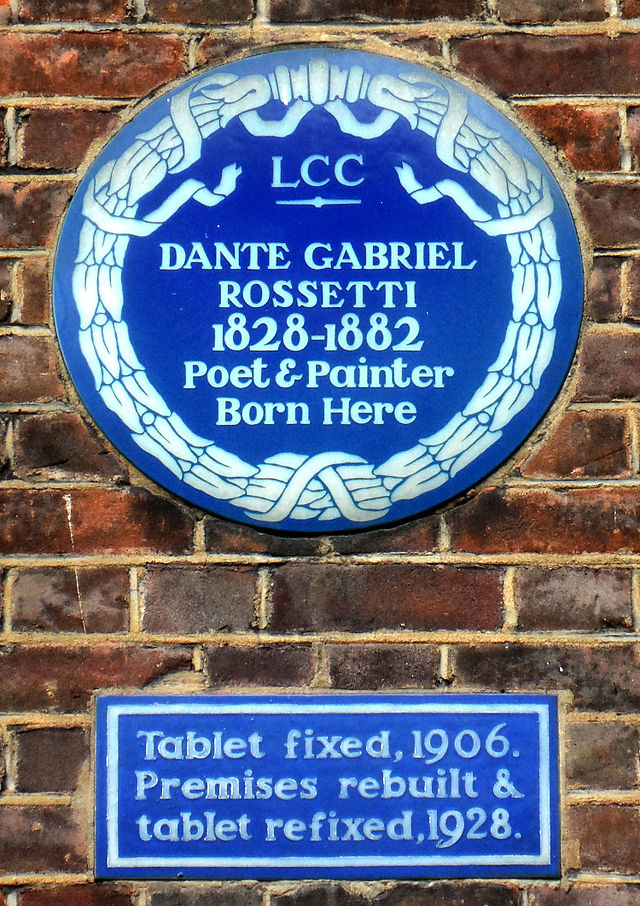 LCC
DANTE GABRIEL
ROSSETTI
1828-1882
Poet & Painter
Born Here
Tablet fixed, 1906.
Premises rebuilt &
tablet refixed, 1928.